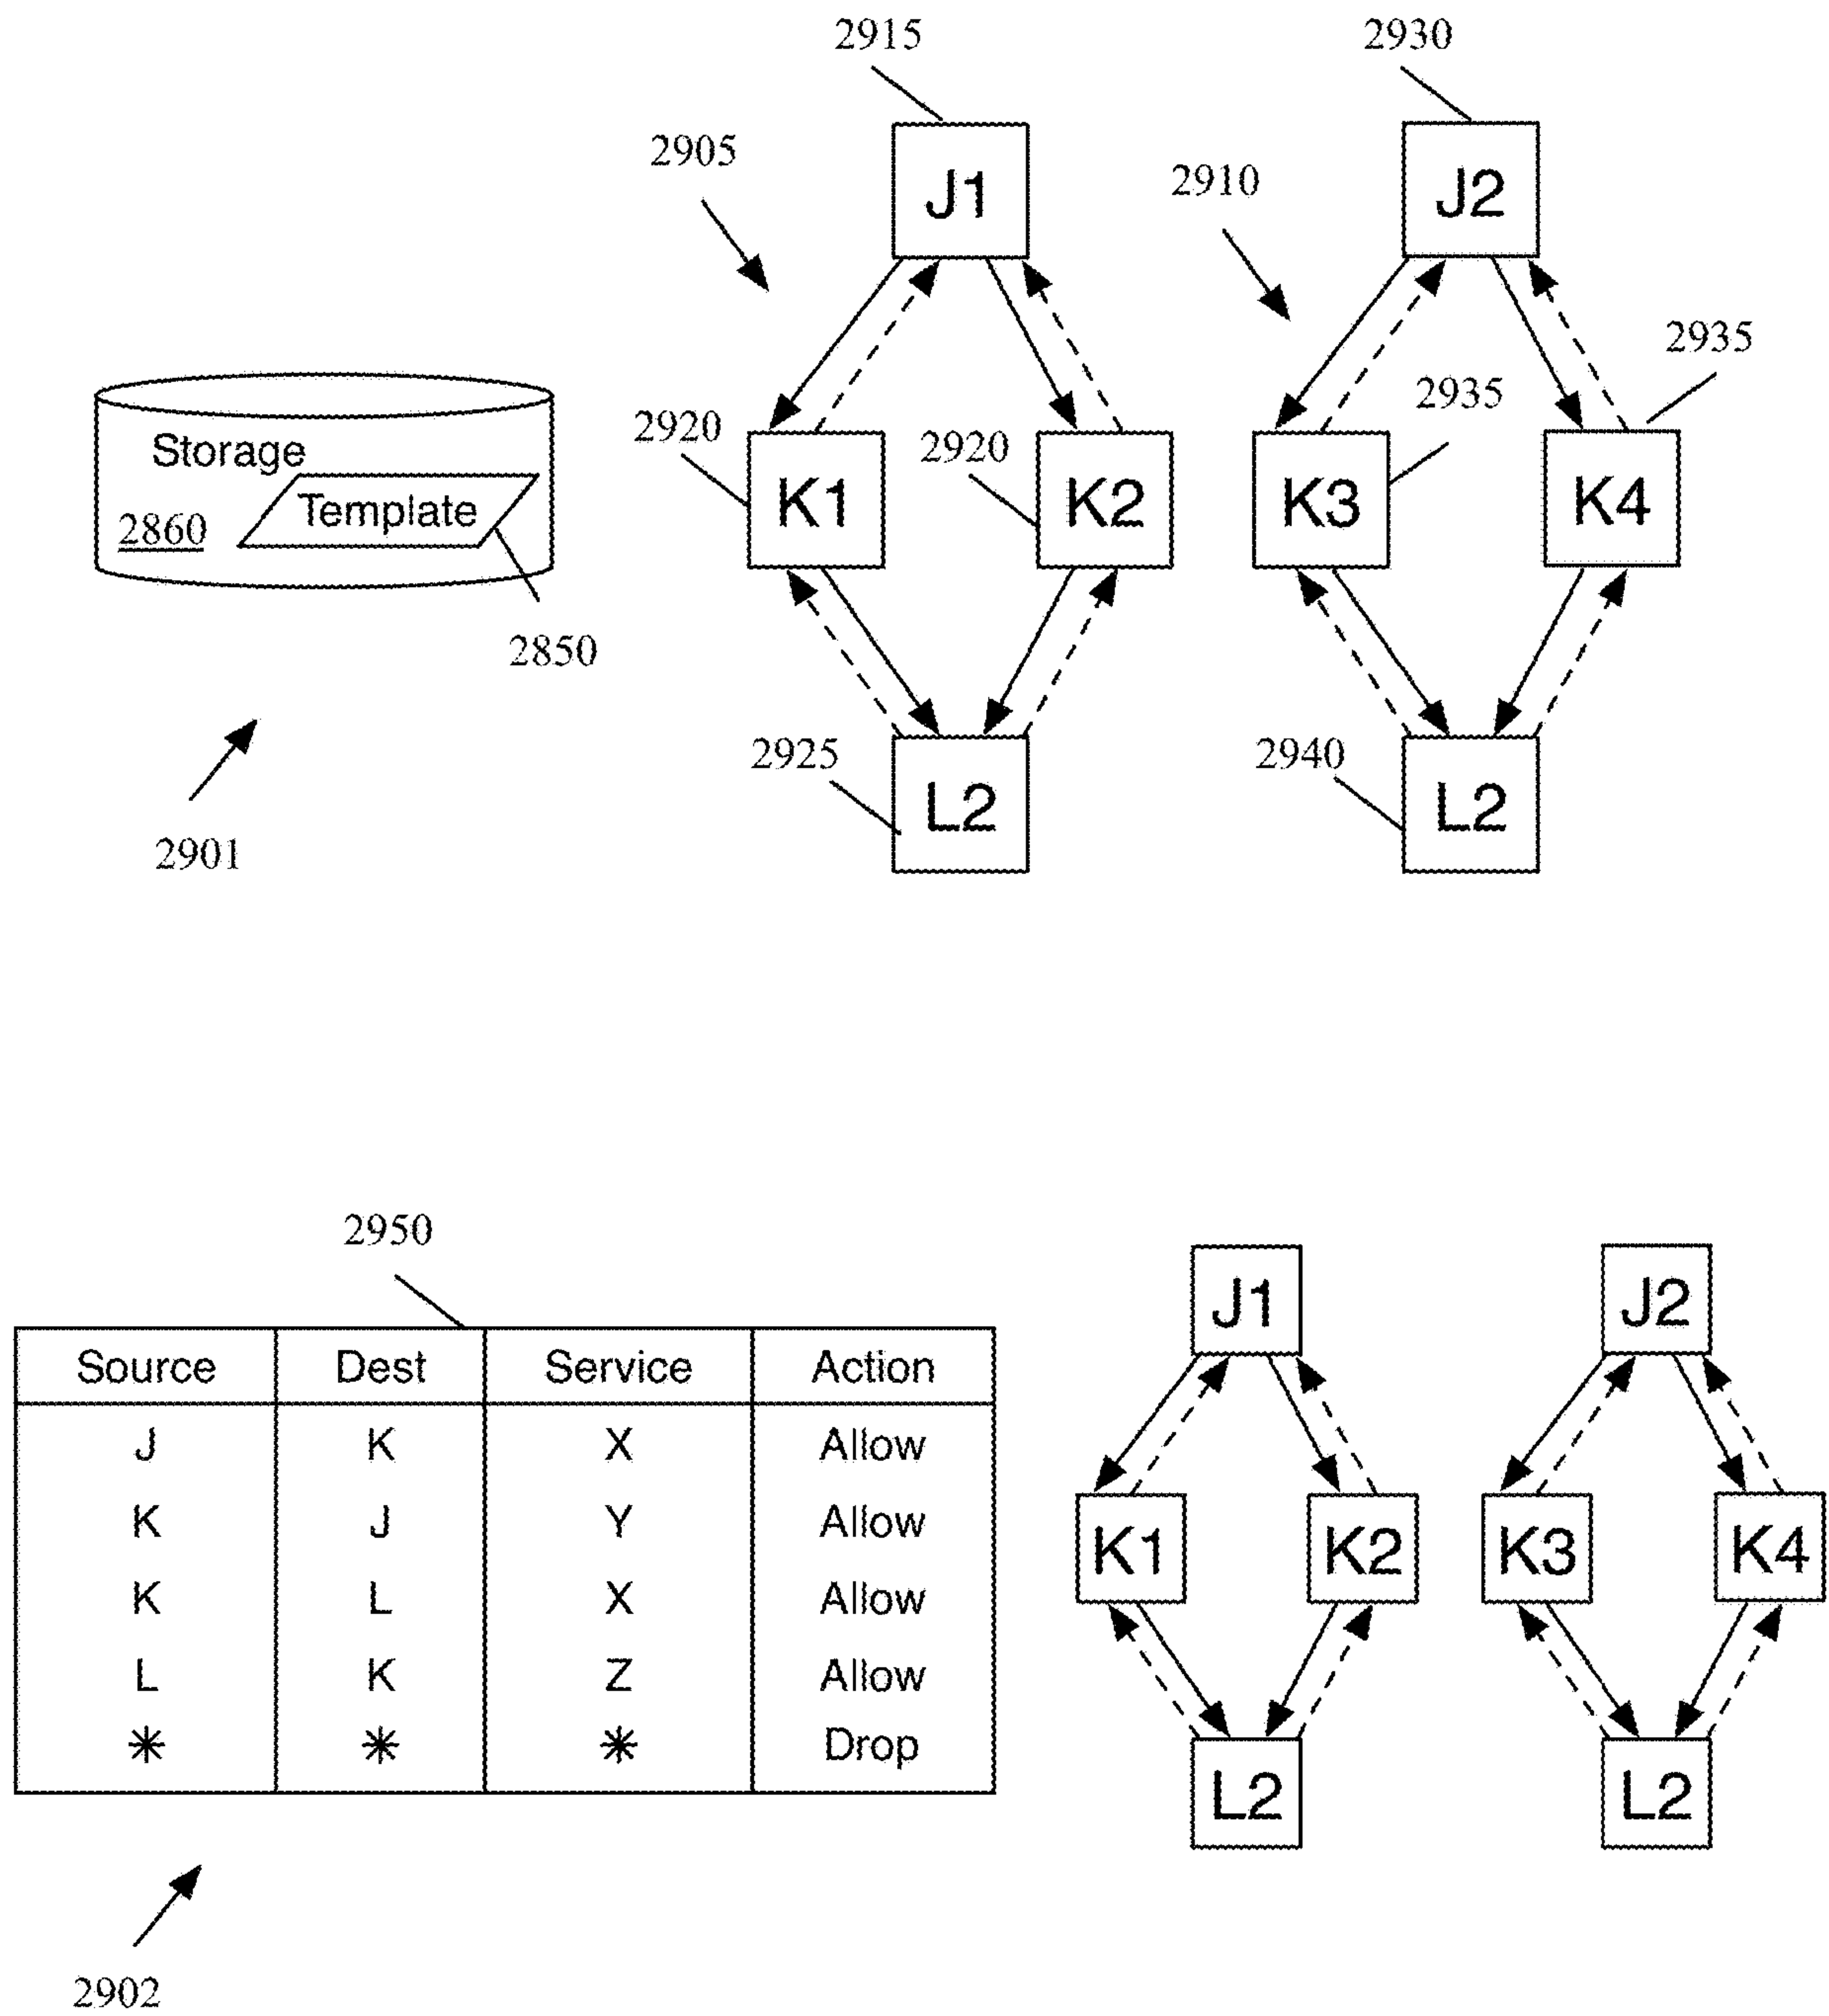 2915
2930
2905
J1
2910
J2
2935
2935
2920
2920
Storage
K1
K2
K3
K4
Template
2860
2850
2925
2940
L2
L2
2901
2950
Source Dest Service Action
J K X Allow
K J Y Allow
K L X Allow
L K Z Allow
* * * Drop
J1
J2
K1
K2
K3
K4
L2
L2
2902